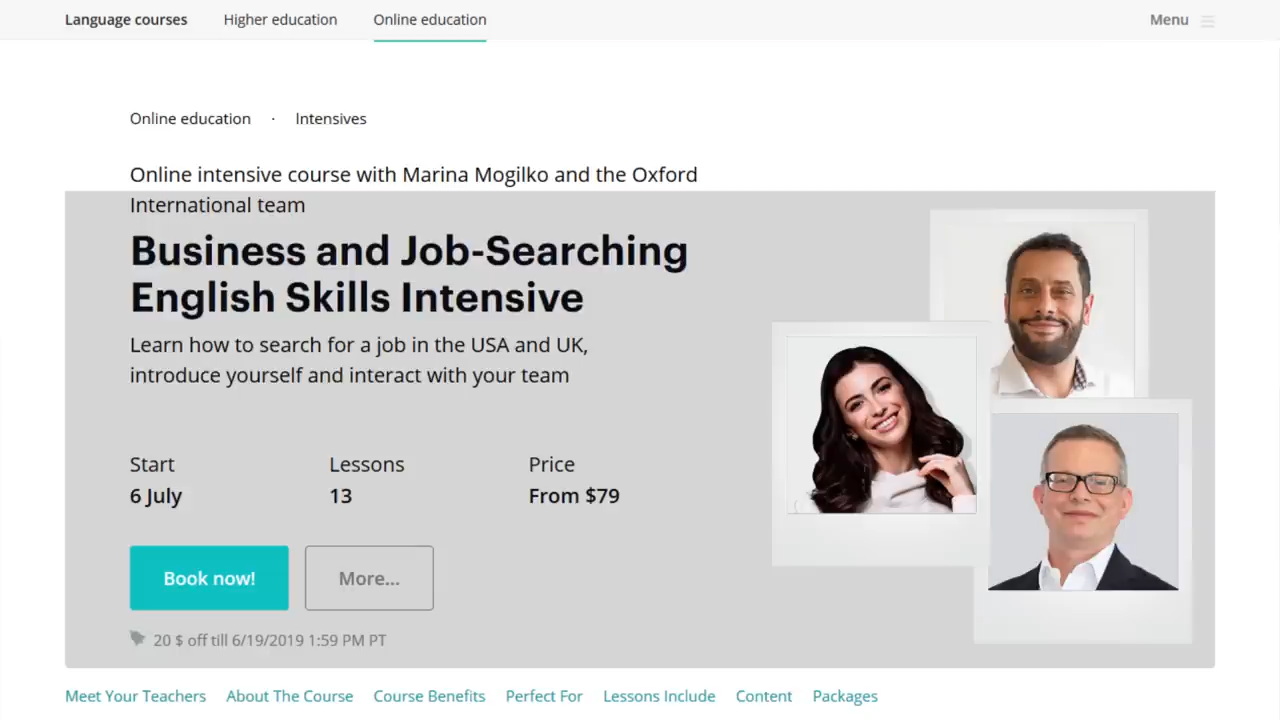 Language courses
Higher education
Online education
Menu
Online education · Intensives
Online intensive course with Marina Mogilko and the Oxford
International team
Business and Job-Searching
English Skills Intensive
Learn how to search for a job in the USA and UK,
introduce yourself and interact with your team
Start
6 July
Lessons
13
Price
From $79
Book now!
More...
20 $ off till 6/19/2019 1:59 PM PT
Meet Your Teachers
About The Course
Course Benefits
Perfect For
Lessons Include
Content
Packages